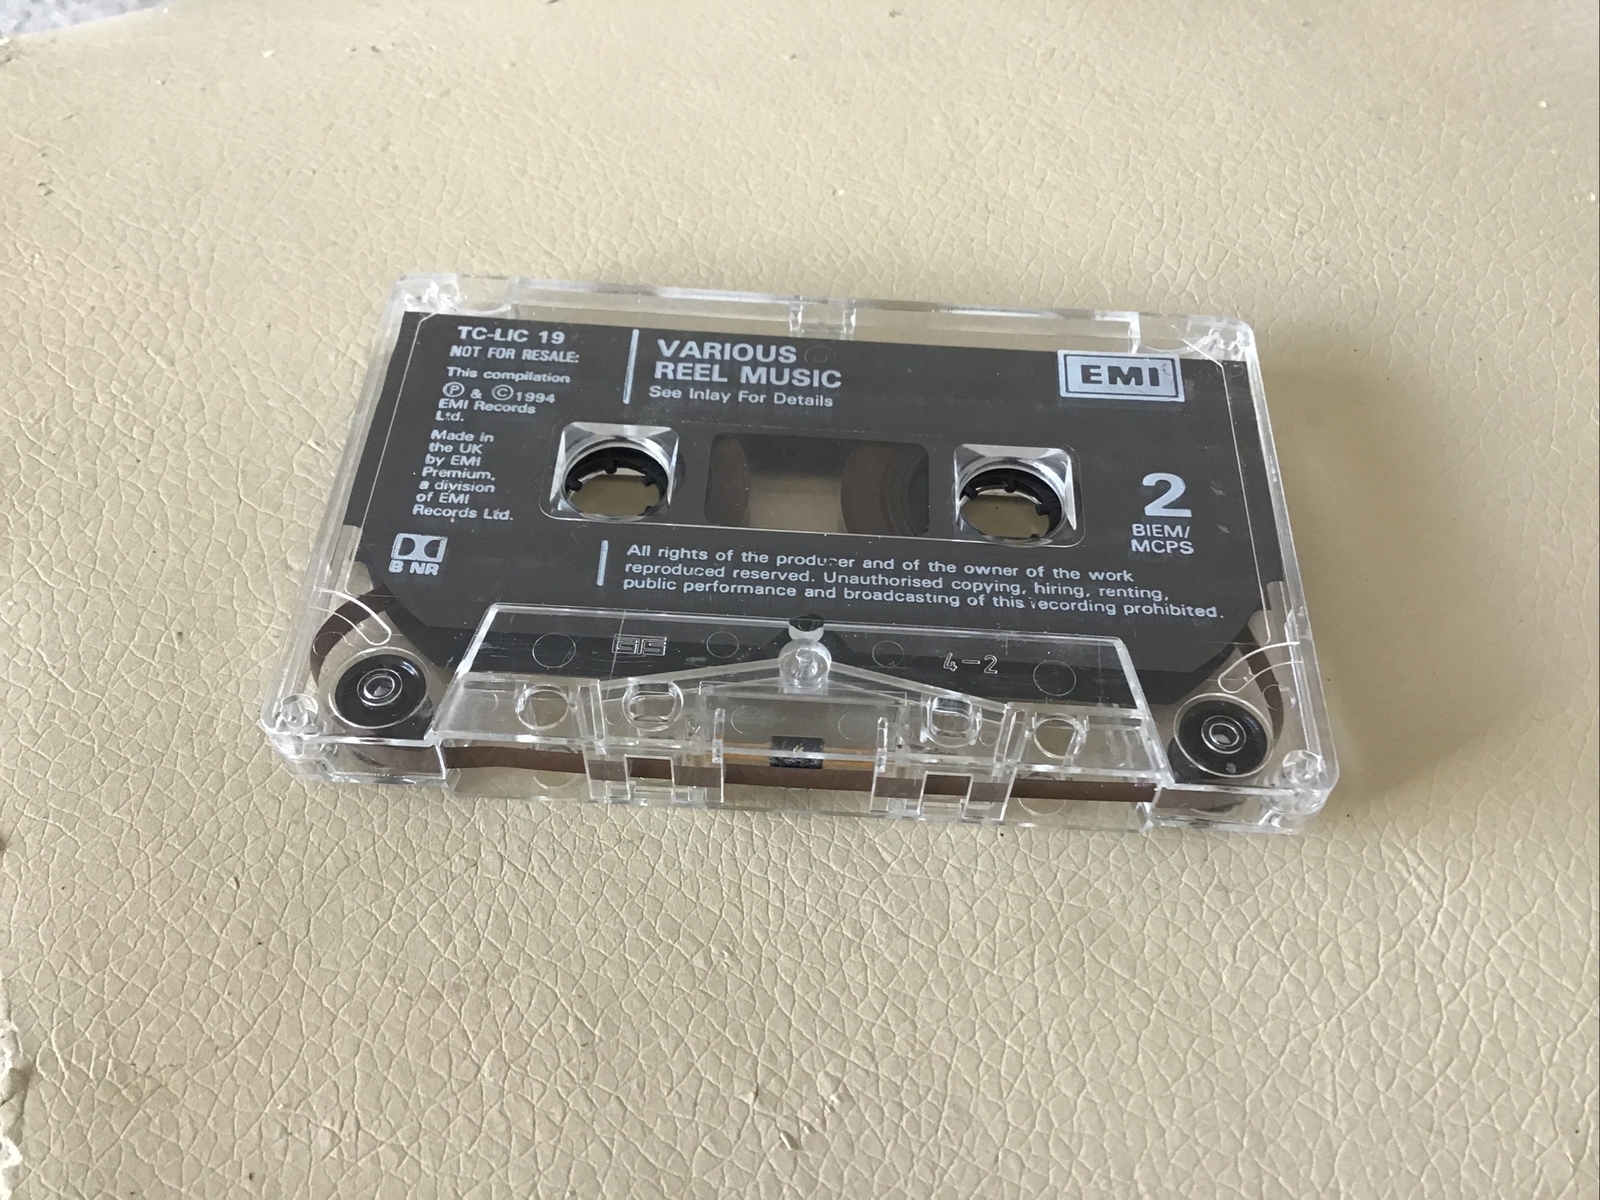 TC-LIC 19
NOT FOR RESALE:
This compilation
Ⓟ & ©1994
EMI Records
Ltd.
Made in
the UK
by EMI
Premium,
a division
of EMI
Records Ltd.
B NR
VARIOUS
REEL MUSIC
See Inlay For Details
EMI
2
BIEM/
MCPS
All rights of the producer and of the owner of the work
reproduced reserved. Unauthorised copying, hiring, renting,
public performance and broadcasting of this recording prohibited.
4-2